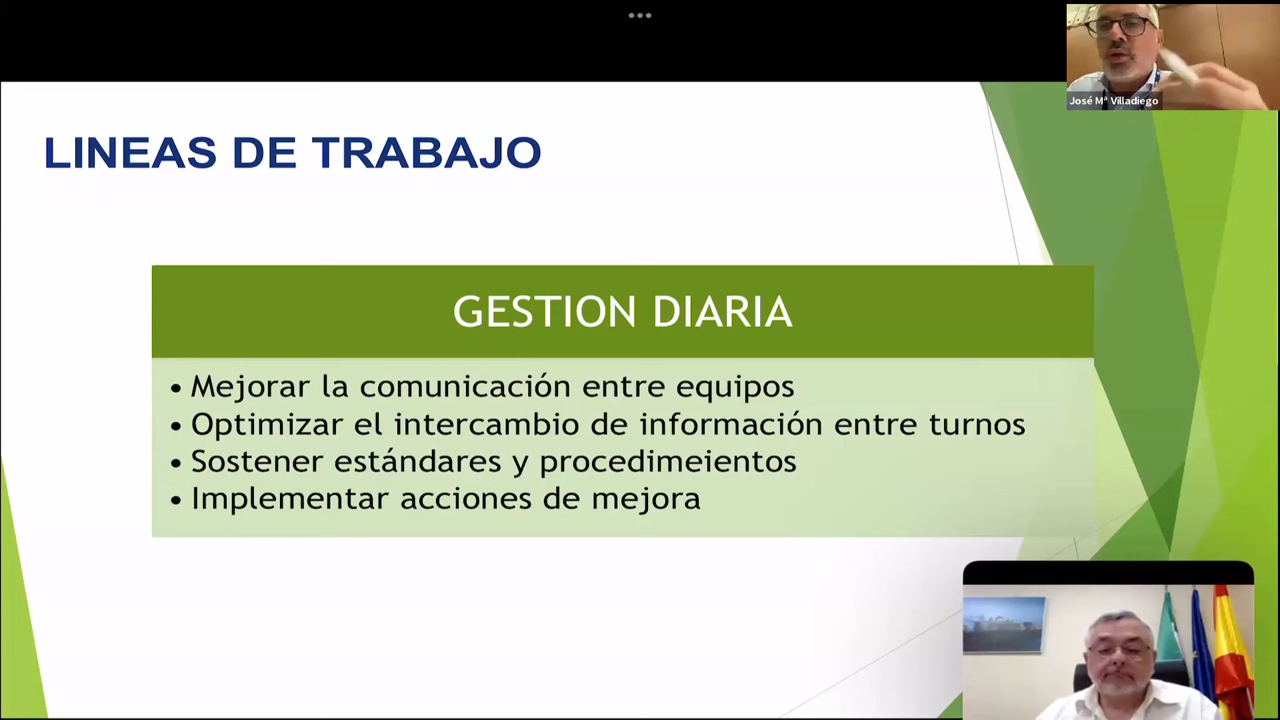 José Mª Villadiego
LINEAS DE TRABAJO
GESTION DIARIA
• Mejorar la comunicación entre equipos
• Optimizar el intercambio de información entre turnos
• Sostener estándares y procedimeientos
• Implementar acciones de mejora